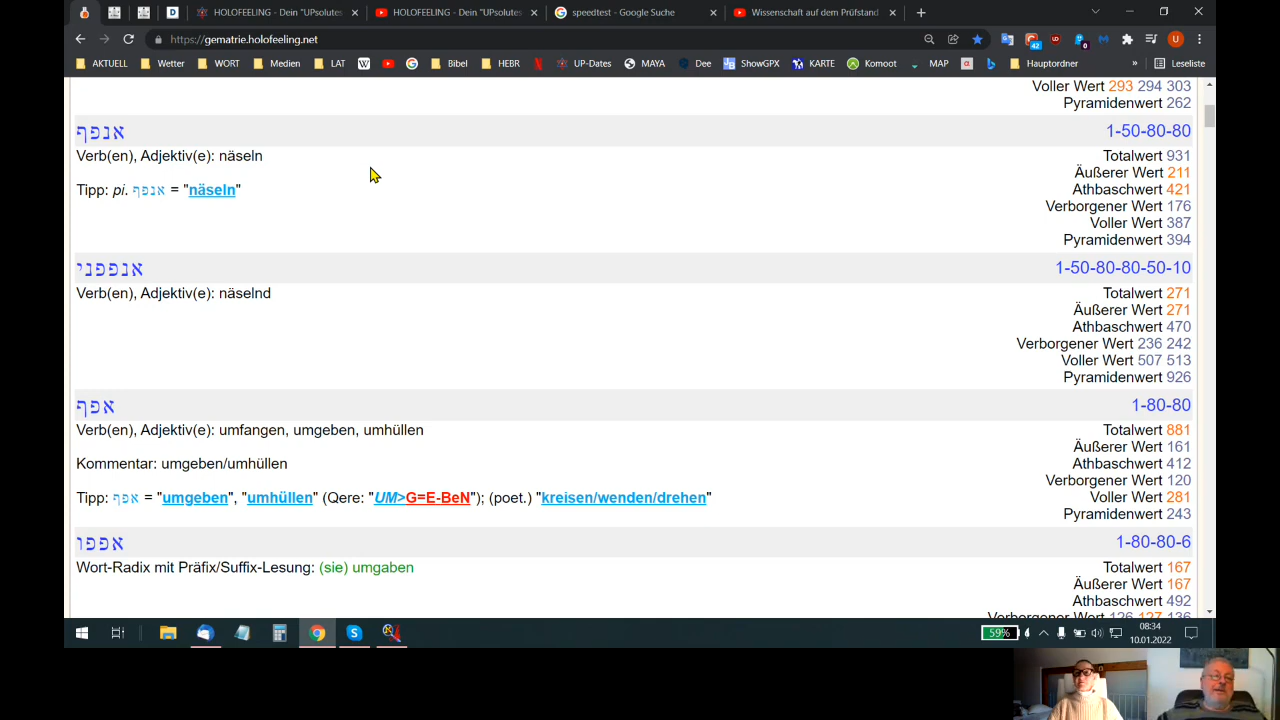 HOLOFEELING - Dein "UPsolutes
HOLOFEELING - Dein "UPsolutes
speedtest - Google Suche
Wissenschaft auf dem Prüfstand
https://gematrie.holofeeling.net
AKTUELL Wetter WORT Medien LAT Bibel HEBR UP-Dates MAYA Dee ShowGPX KARTE Komoot MAP Hauptordner » Leseliste
Voller Wert 293 294 303
Pyramidenwert 262
אנפף 1-50-80-80
Verb(en), Adjektiv(e): näseln
Totalwert 931
Äußerer Wert 211
Tipp: pi. אנפף = "näseln"
Athbaschwert 421
Verborgener Wert 176
Voller Wert 387
Pyramidenwert 394
אנפפני 1-50-80-80-50-10
Verb(en), Adjektiv(e): näselnd
Totalwert 271
Äußerer Wert 271
Athbaschwert 470
Verborgener Wert 236 242
Voller Wert 507 513
Pyramidenwert 926
אפף 1-80-80
Verb(en), Adjektiv(e): umfangen, umgeben, umhüllen
Totalwert 881
Äußerer Wert 161
Kommentar: umgeben/umhüllen
Athbaschwert 412
Verborgener Wert 120
Tipp: אפף = "umgeben", "umhüllen" (Qere: "UM>G=E-BeN"); (poet.) "kreisen/wenden/drehen"
Voller Wert 281
Pyramidenwert 243
אפפו 1-80-80-6
Wort-Radix mit Präfix/Suffix-Lesung: (sie) umgaben
Totalwert 167
Äußerer Wert 167
Athbaschwert 492
Verborgener Wert 126 127 136
59%
08:34
10.01.2022